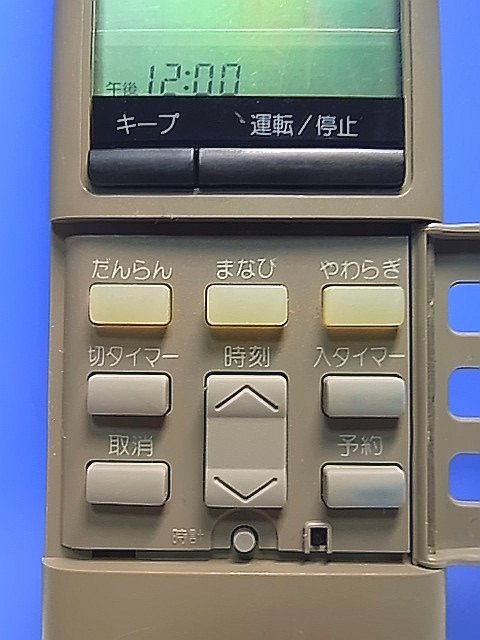 午後 12:00
キープ 運転/停止
だんらん まなび やわらぎ
切タイマー 時刻 入タイマー
取消 予約
時計